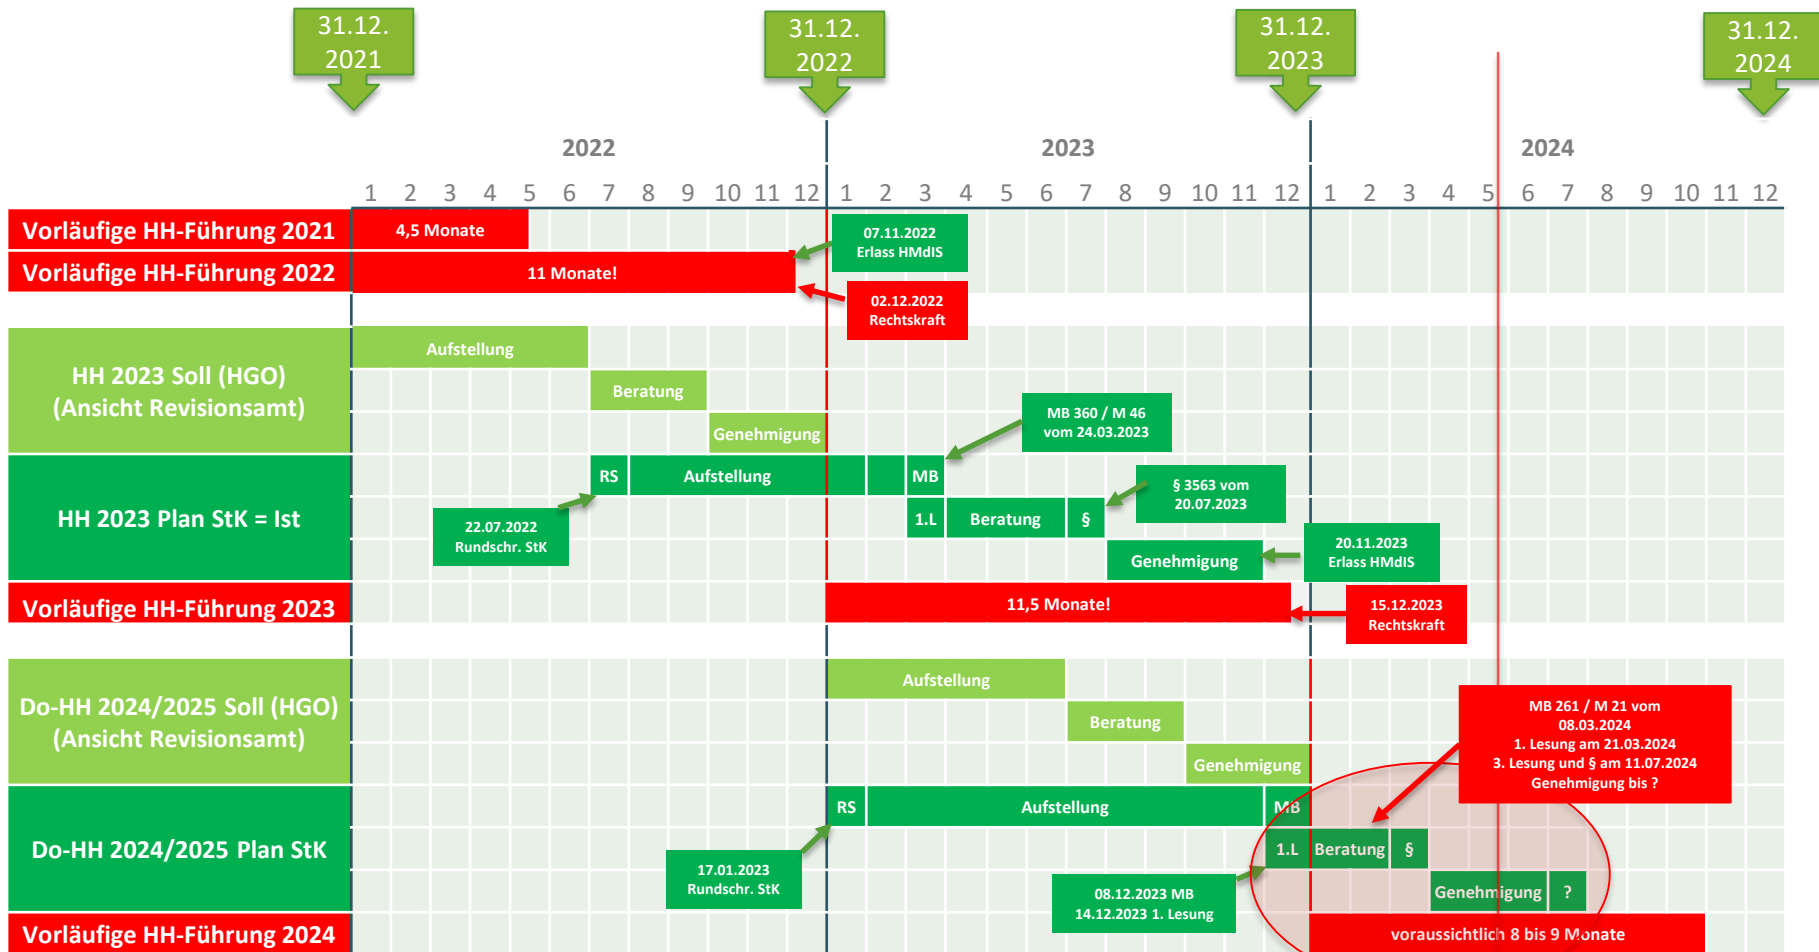 31.12.
2021
31.12.
2022
31.12.
2023
31.12.
2024
2022
2023
2024
1 2 3 4 5 6 7 8 9 10 11 12 1 2 3 4 5 6 7 8 9 10 11 12 1 2 3 4 5 6 7 8 9 10 11 12
Vorläufige HH-Führung 2021
4,5 Monate
07.11.2022
Erlass HMdIS
Vorläufige HH-Führung 2022
11 Monate!
02.12.2022
Rechtskraft
HH 2023 Soll (HGO)
(Ansicht Revisionsamt)
Aufstellung
Beratung
Genehmigung
MB 360 / M 46
vom 24.03.2023
HH 2023 Plan StK = Ist
RS
Aufstellung
MB
§ 3563 vom
20.07.2023
22.07.2022
Rundschr. StK
1.L
Beratung
§
Genehmigung
20.11.2023
Erlass HMdIS
Vorläufige HH-Führung 2023
11,5 Monate!
15.12.2023
Rechtskraft
Do-HH 2024/2025 Soll (HGO)
(Ansicht Revisionsamt)
Aufstellung
Beratung
Genehmigung
MB 261 / M 21 vom
08.03.2024
1. Lesung am 21.03.2024
3. Lesung und § am 11.07.2024
Genehmigung bis ?
Do-HH 2024/2025 Plan StK
RS
Aufstellung
MB
17.01.2023
Rundschr. StK
1.L
Beratung
§
08.12.2023 MB
14.12.2023 1. Lesung
Genehmigung
?
Vorläufige HH-Führung 2024
voraussichtlich 8 bis 9 Monate